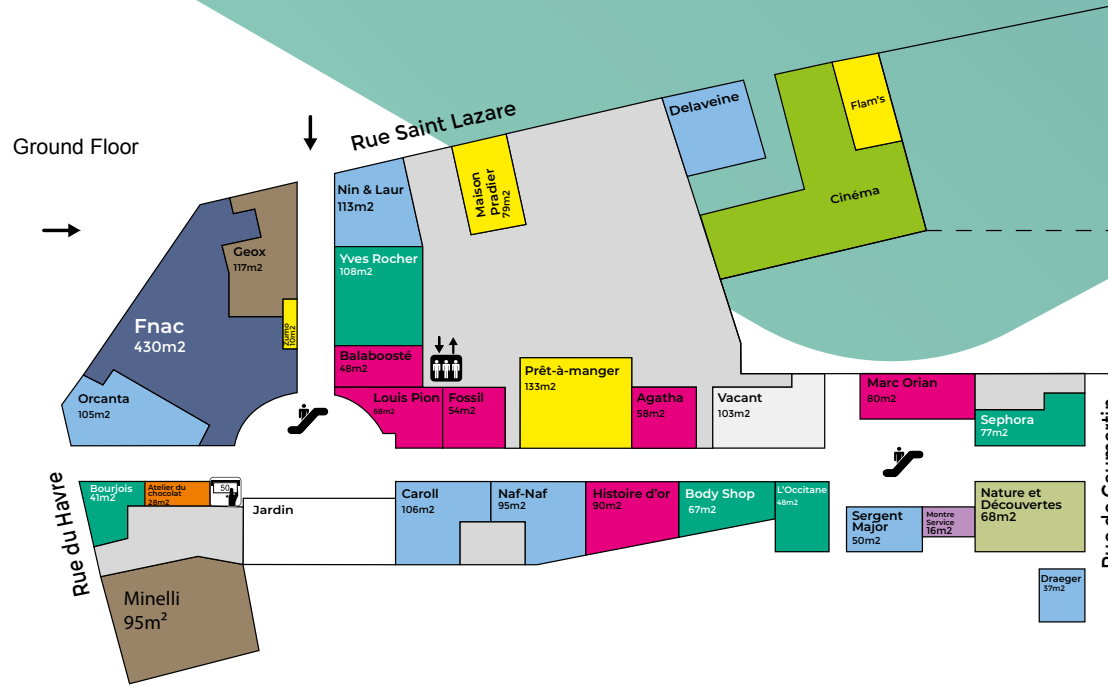 Rue Saint Lazare
Ground Floor
Delaveine
Flam's
Cinéma
Nin & Laur
113m2
Maison
Pradier
79m2
Geox
117m2
Yves Rocher
108m2
Fnac
430m2
Zumo
10m2
Balaboosté
48m2
Prêt-à-manger
133m2
Orcanta
105m2
Louis Pion
66m2
Fossil
54m2
Agatha
58m2
Vacant
103m2
Marc Orian
80m2
Sephora
77m2
Rue du Havre
Bourjois
41m2
Atelier du
chocolat
28m2
50
Jardin
Caroll
106m2
Naf-Naf
95m2
Histoire d'or
90m2
Body Shop
67m2
L'Occitane
48m2
Sergent
Major
50m2
Montre
Service
16m2
Nature et
Découvertes
68m2
Minelli
95m²
Draeger
37m2